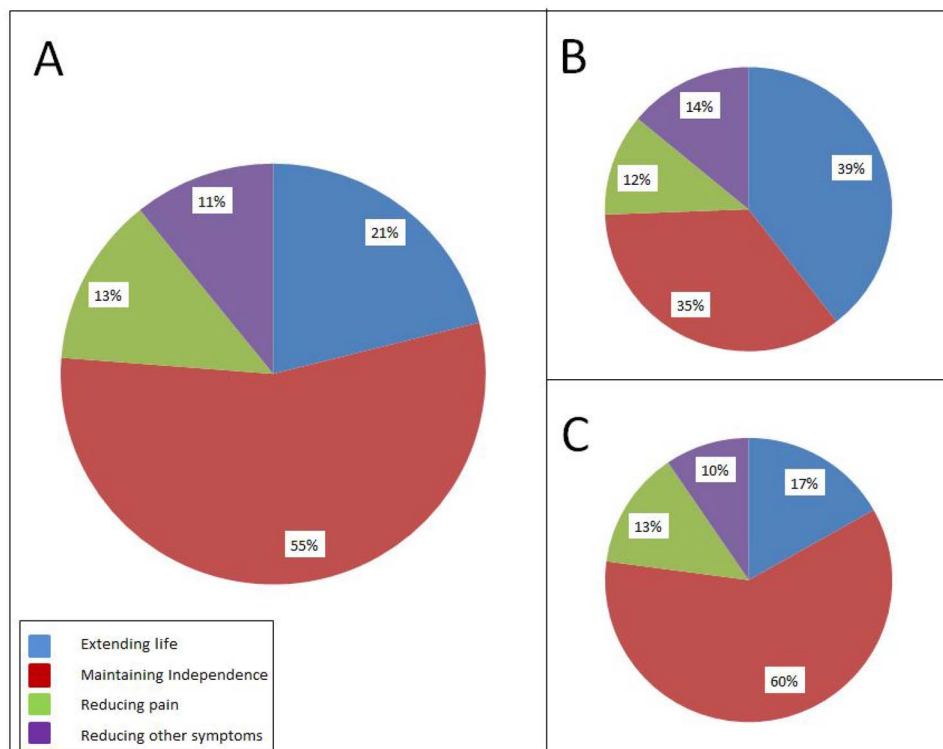 A
11%
21%
13%
55%
Extending life
Maintaining Independence
Reducing pain
Reducing other symptoms
B
14%
39%
12%
35%
C
10%
17%
13%
60%